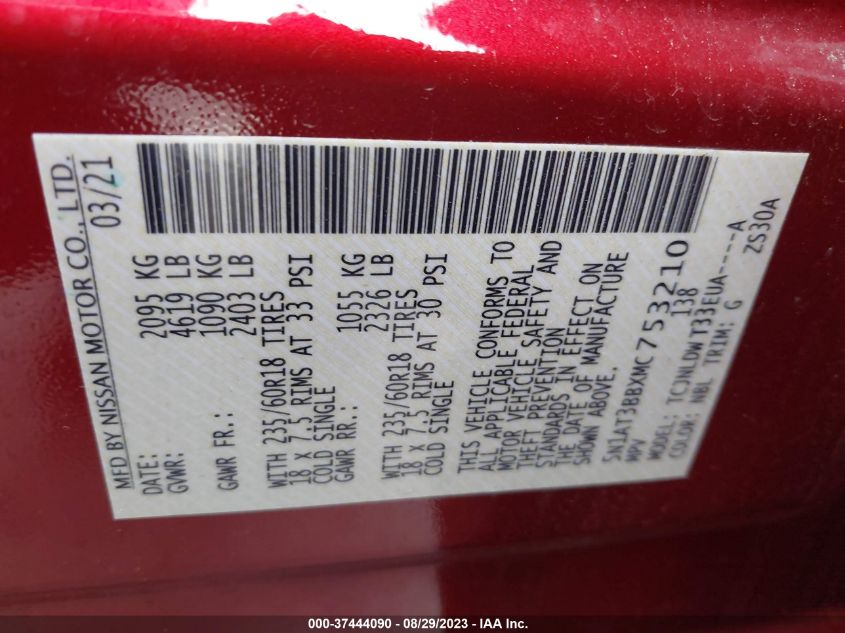 MFD BY NISSAN MOTOR CO., LTD.
DATE: 03/21
GVWR: 2095 KG
4619 LB
GAWR FR.: 1090 KG
2403 LB
WITH 235/60R18 TIRES
18 X 7.5 RIMS AT 33 PSI
COLD SINGLE
GAWR RR.: 1055 KG
2326 LB
WITH 235/60R18 TIRES
18 X 7.5 RIMS AT 30 PSI
COLD SINGLE
THIS VEHICLE CONFORMS TO
ALL APPLICABLE FEDERAL
MOTOR VEHICLE SAFETY AND
THEFT PREVENTION
STANDARDS IN EFFECT ON
THE DATE OF MANUFACTURE
SHOWN ABOVE.
5N1AT3BBXMC753210
MPV 138
MODEL: TCJNLDWT33EUA----A
COLOR: NBL TRIM: G ZS30A
000-37444090 - 08/29/2023 - IAA Inc.